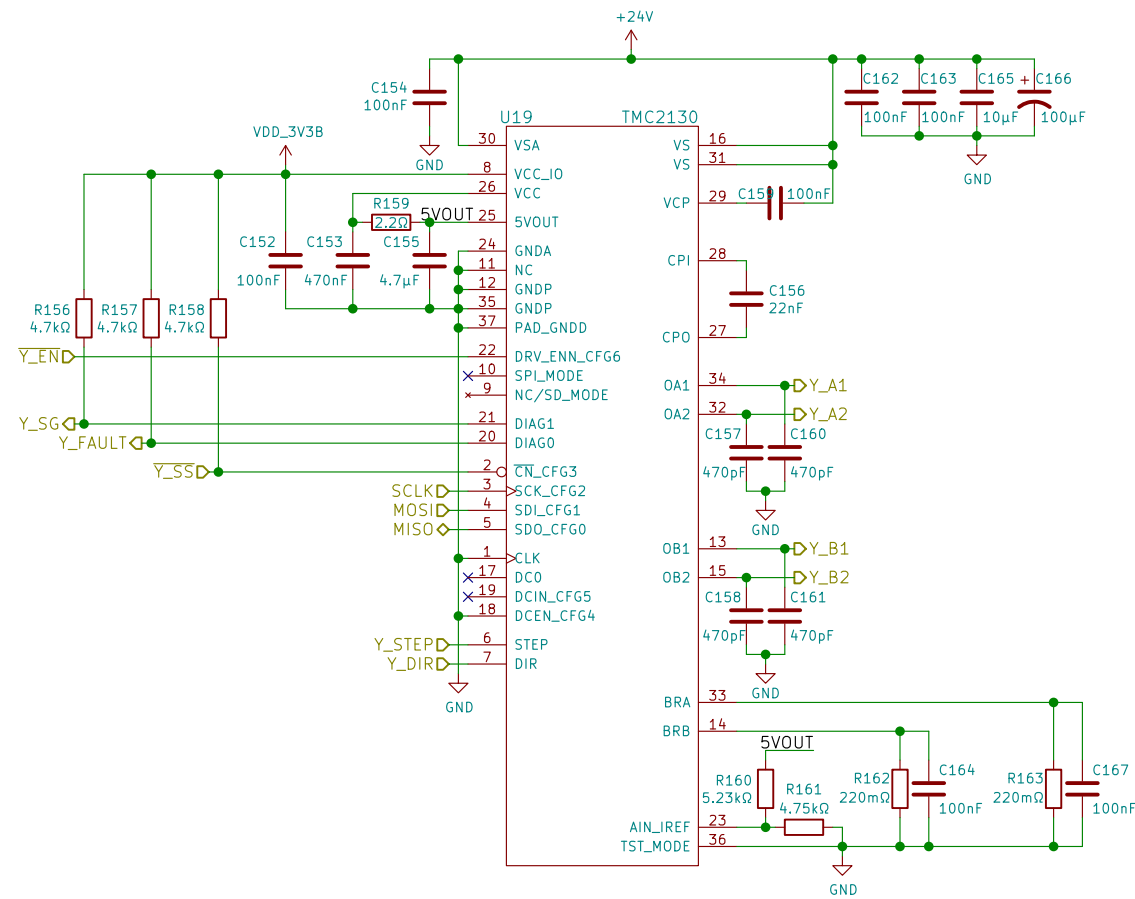 +24V
C154
100nF
C162
100nF
C163
100nF
C165
10µF
+
C166
100µF
GND
GND
U19
TMC2130
VDD_3V3B
30 VSA
8 VCC_IO
26 VCC
25 5VOUT
24 GNDA
11 NC
12 GNDP
35 GNDP
37 PAD_GNDD
22 DRV_ENN_CFG6
10 SPI_MODE
9 NC/SD_MODE
21 DIAG1
20 DIAG0
2 CN_CFG3
3 SCK_CFG2
4 SDI_CFG1
5 SDO_CFG0
1 CLK
17 DCO
19 DCIN_CFG5
18 DCEN_CFG4
6 STEP
7 DIR
VS 16
VS 31
VCP 29
CPI 28
CPO 27
OA1 34
OA2 32
OB1 13
OB2 15
BRA 33
BRB 14
AIN_IREF 23
TST_MODE 36
R159
2.2Ω
5VOUT
C152
100nF
C153
470nF
C155
4.7µF
R156
4.7kΩ
R157
4.7kΩ
R158
4.7kΩ
Y_EN
Y_SG
Y_FAULT
Y_SS
SCLK
MOSI
MISO
Y_STEP
Y_DIR
GND
C159
100nF
C156
22nF
Y_A1
Y_A2
C157
470pF
C160
470pF
GND
Y_B1
Y_B2
C158
470pF
C161
470pF
GND
5VOUT
R160
5.23kΩ
R161
4.75kΩ
R162
220mΩ
C164
100nF
R163
220mΩ
C167
100nF
GND